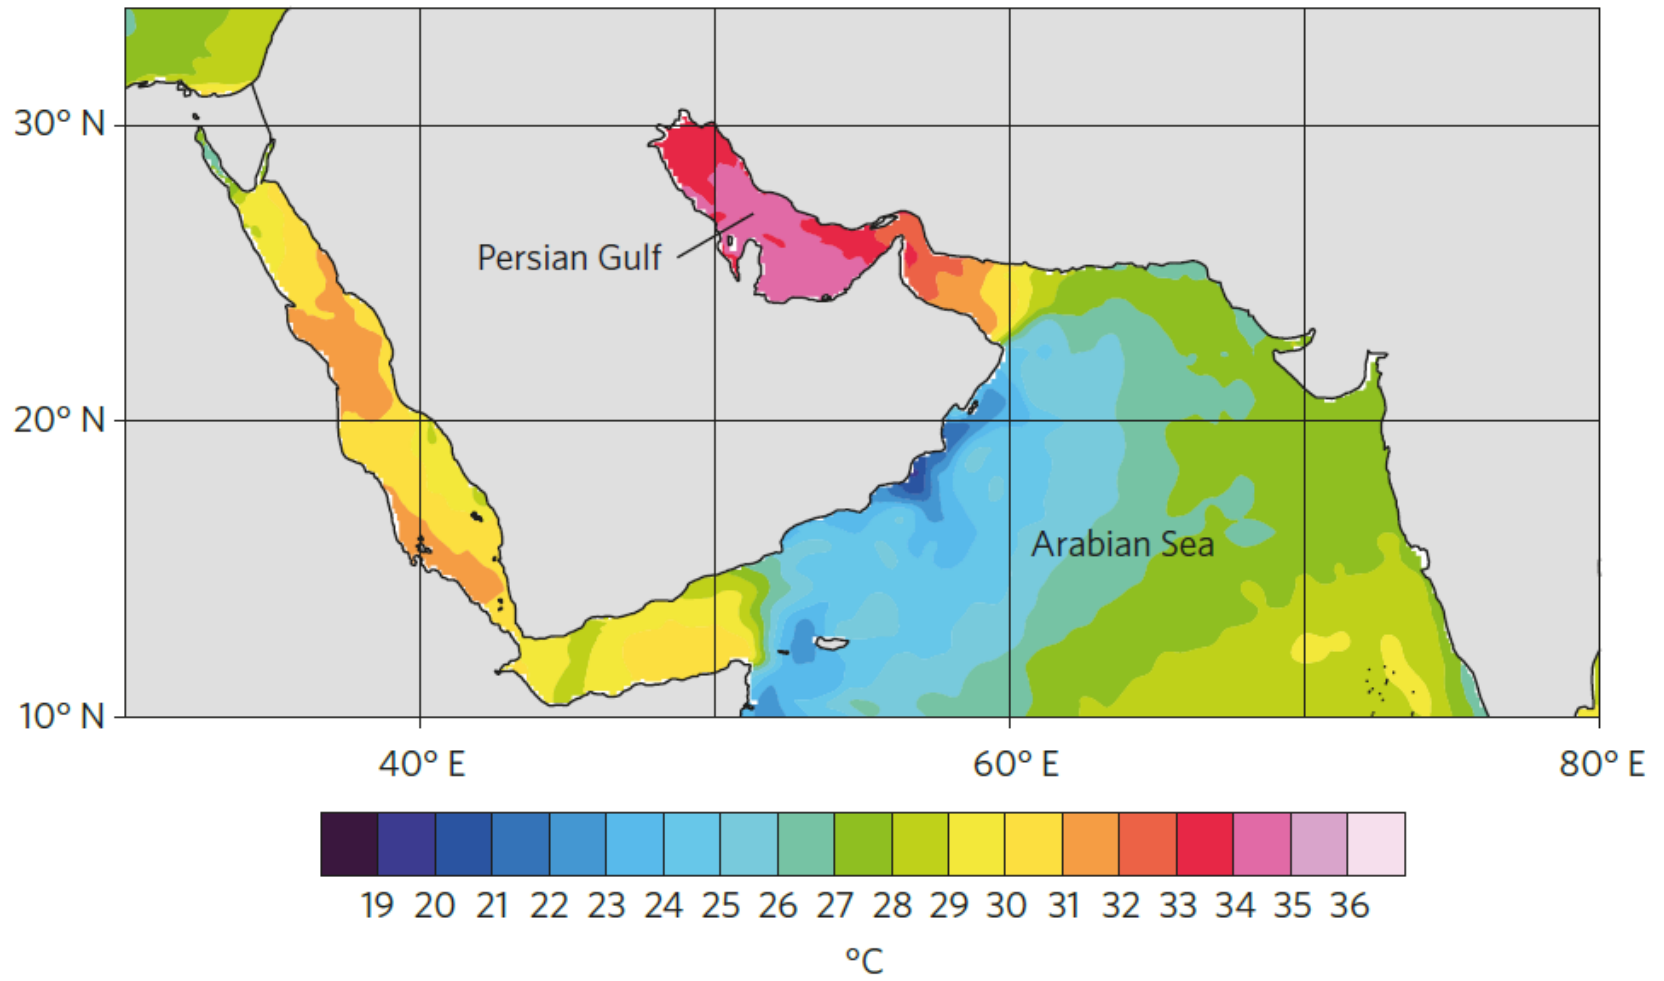 30° N
Persian Gulf
20° N
Arabian Sea
10° N
40° E 60° E 80° E
19 20 21 22 23 24 25 26 27 28 29 30 31 32 33 34 35 36
°C